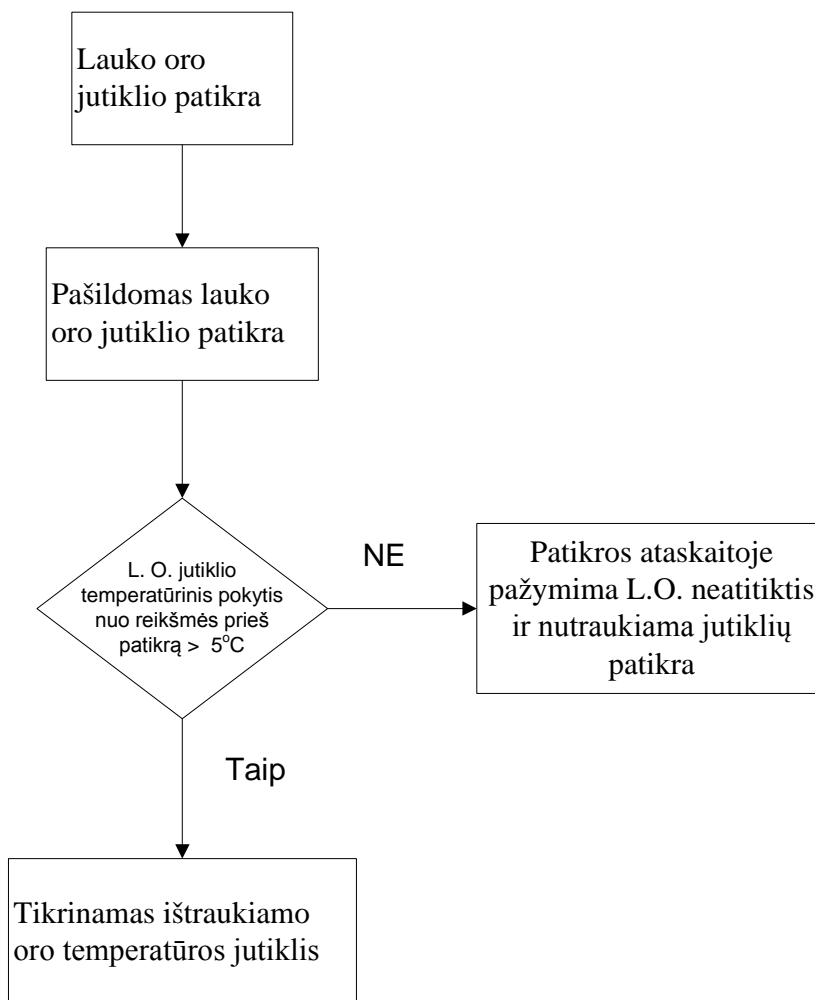 Lauko oro
jutiklio patikra
Pašildomas lauko
oro jutiklio patikra
L. O. jutiklio
temperatūrinis pokytis
nuo reikšmės prieš
patikrą > 5°C
NE
Patikros ataskaitoje
pažymima L.O. neatitiktis
ir nutraukiama jutiklių
patikra
Taip
Tikrinamas ištraukiamo
oro temperatūros jutiklis